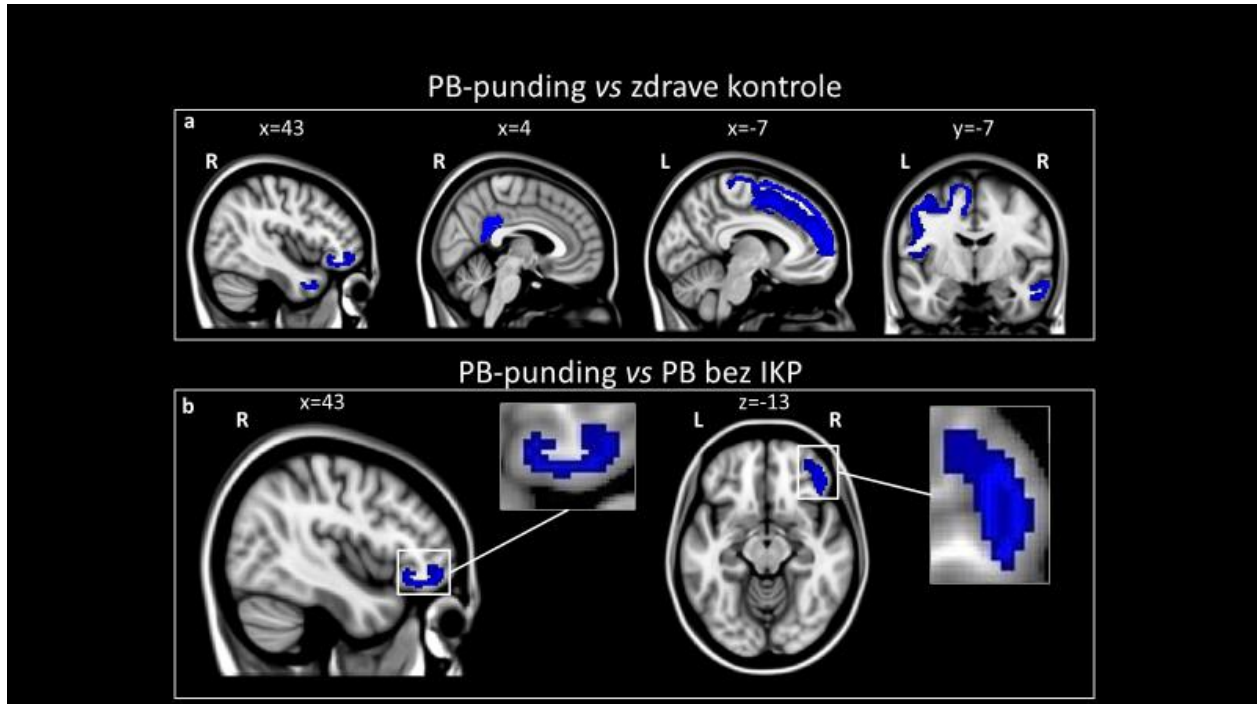 PB-punding vs zdrave kontrole
a
x=43
x=4
x=-7
y=-7
R
R
L
L
R
PB-punding vs PB bez IKP
b
x=43
z=-13
R
L
R